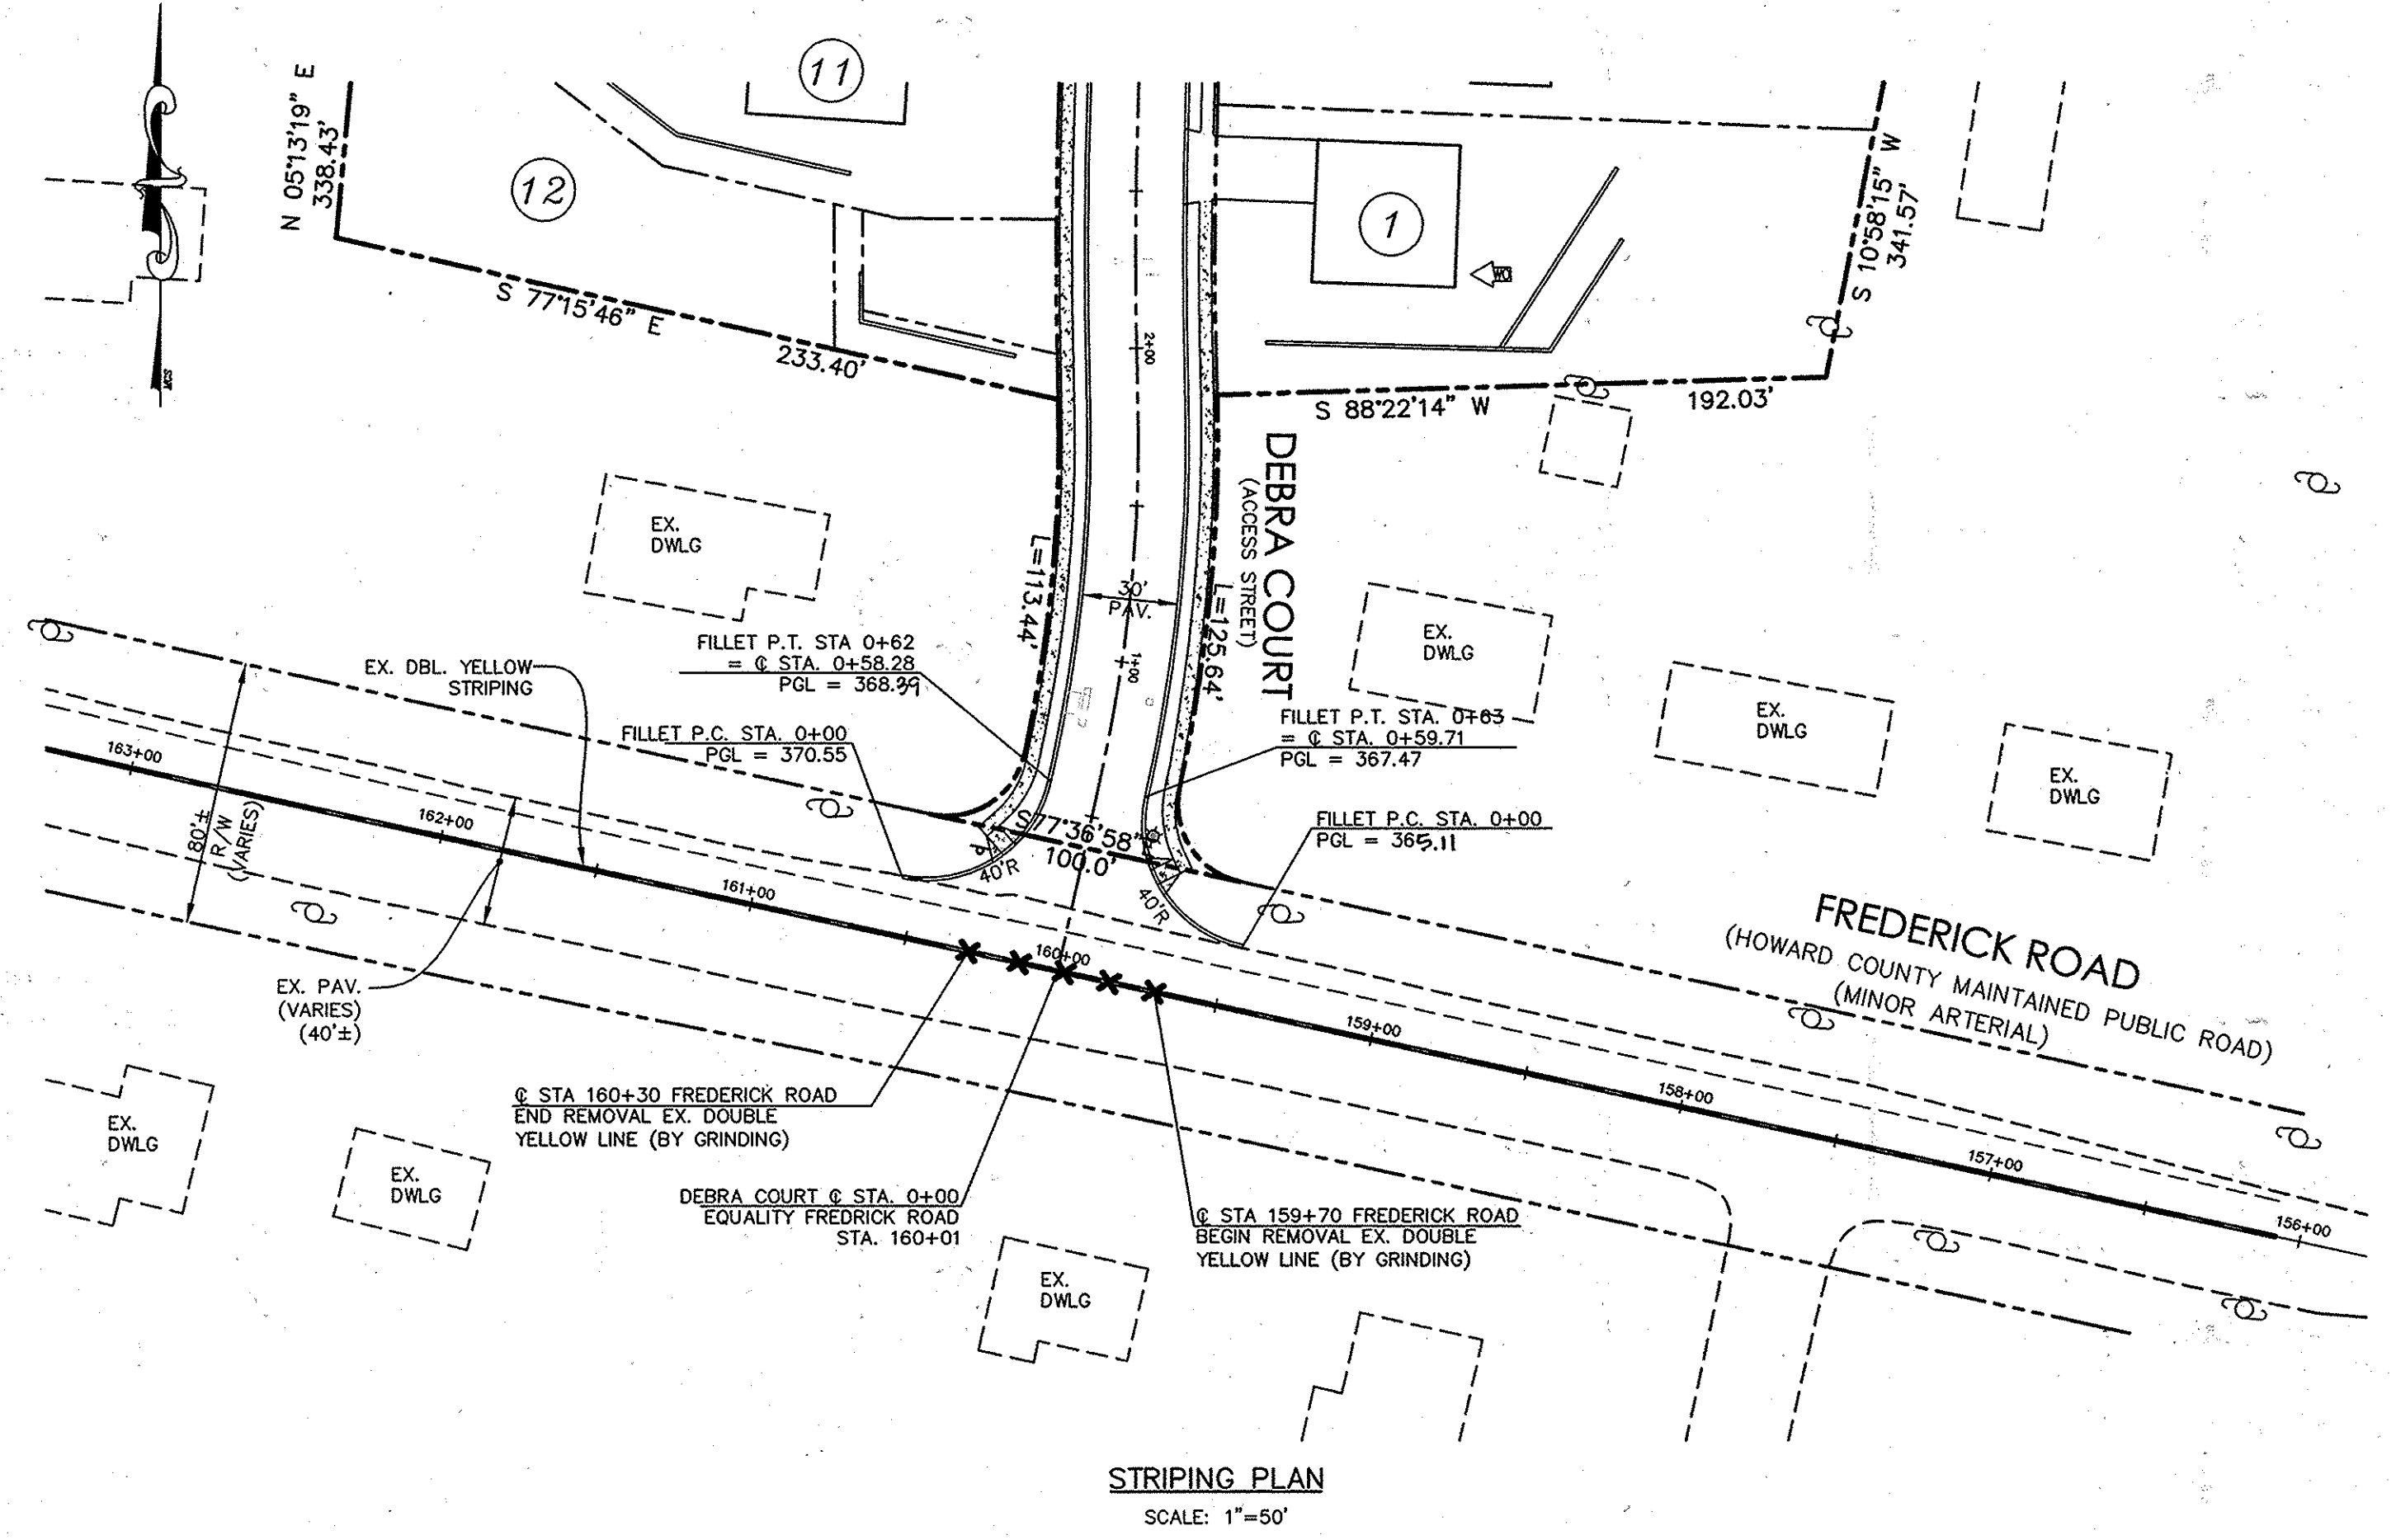 11
N 05°13'19" E
338.43'
12
1
WO
S 10°58'15" W
341.57'
S 77°15'46" E
233.40'
2+00
S 88°22'14" W
192.03'
DEBRA COURT
(ACCESS STREET)
EX.
DWLG
L=113.44'
L=125.64'
30'
PAV.
1+00
EX.
DWLG
EX.
DWLG
EX.
DWLG
FILLET P.T. STA 0+62
= ℄ STA. 0+58.28
PGL = 368.39
EX. DBL. YELLOW
STRIPING
FILLET P.C. STA. 0+00
PGL = 370.55
FILLET P.T. STA. 0+63
= ℄ STA. 0+59.71
PGL = 367.47
FILLET P.C. STA. 0+00
PGL = 365.11
163+00
162+00
161+00
160+00
159+00
158+00
157+00
156+00
80'±
R/W
(VARIES)
S 77°36'58"
100.0'
40'R
40'R
FREDERICK ROAD
(HOWARD COUNTY MAINTAINED PUBLIC ROAD)
(MINOR ARTERIAL)
EX. PAV.
(VARIES)
(40'±)
℄ STA 160+30 FREDERICK ROAD
END REMOVAL EX. DOUBLE
YELLOW LINE (BY GRINDING)
DEBRA COURT ℄ STA. 0+00
EQUALITY FREDRICK ROAD
STA. 160+01
℄ STA 159+70 FREDERICK ROAD
BEGIN REMOVAL EX. DOUBLE
YELLOW LINE (BY GRINDING)
EX.
DWLG
EX.
DWLG
EX.
DWLG
STRIPING PLAN
SCALE: 1"=50'